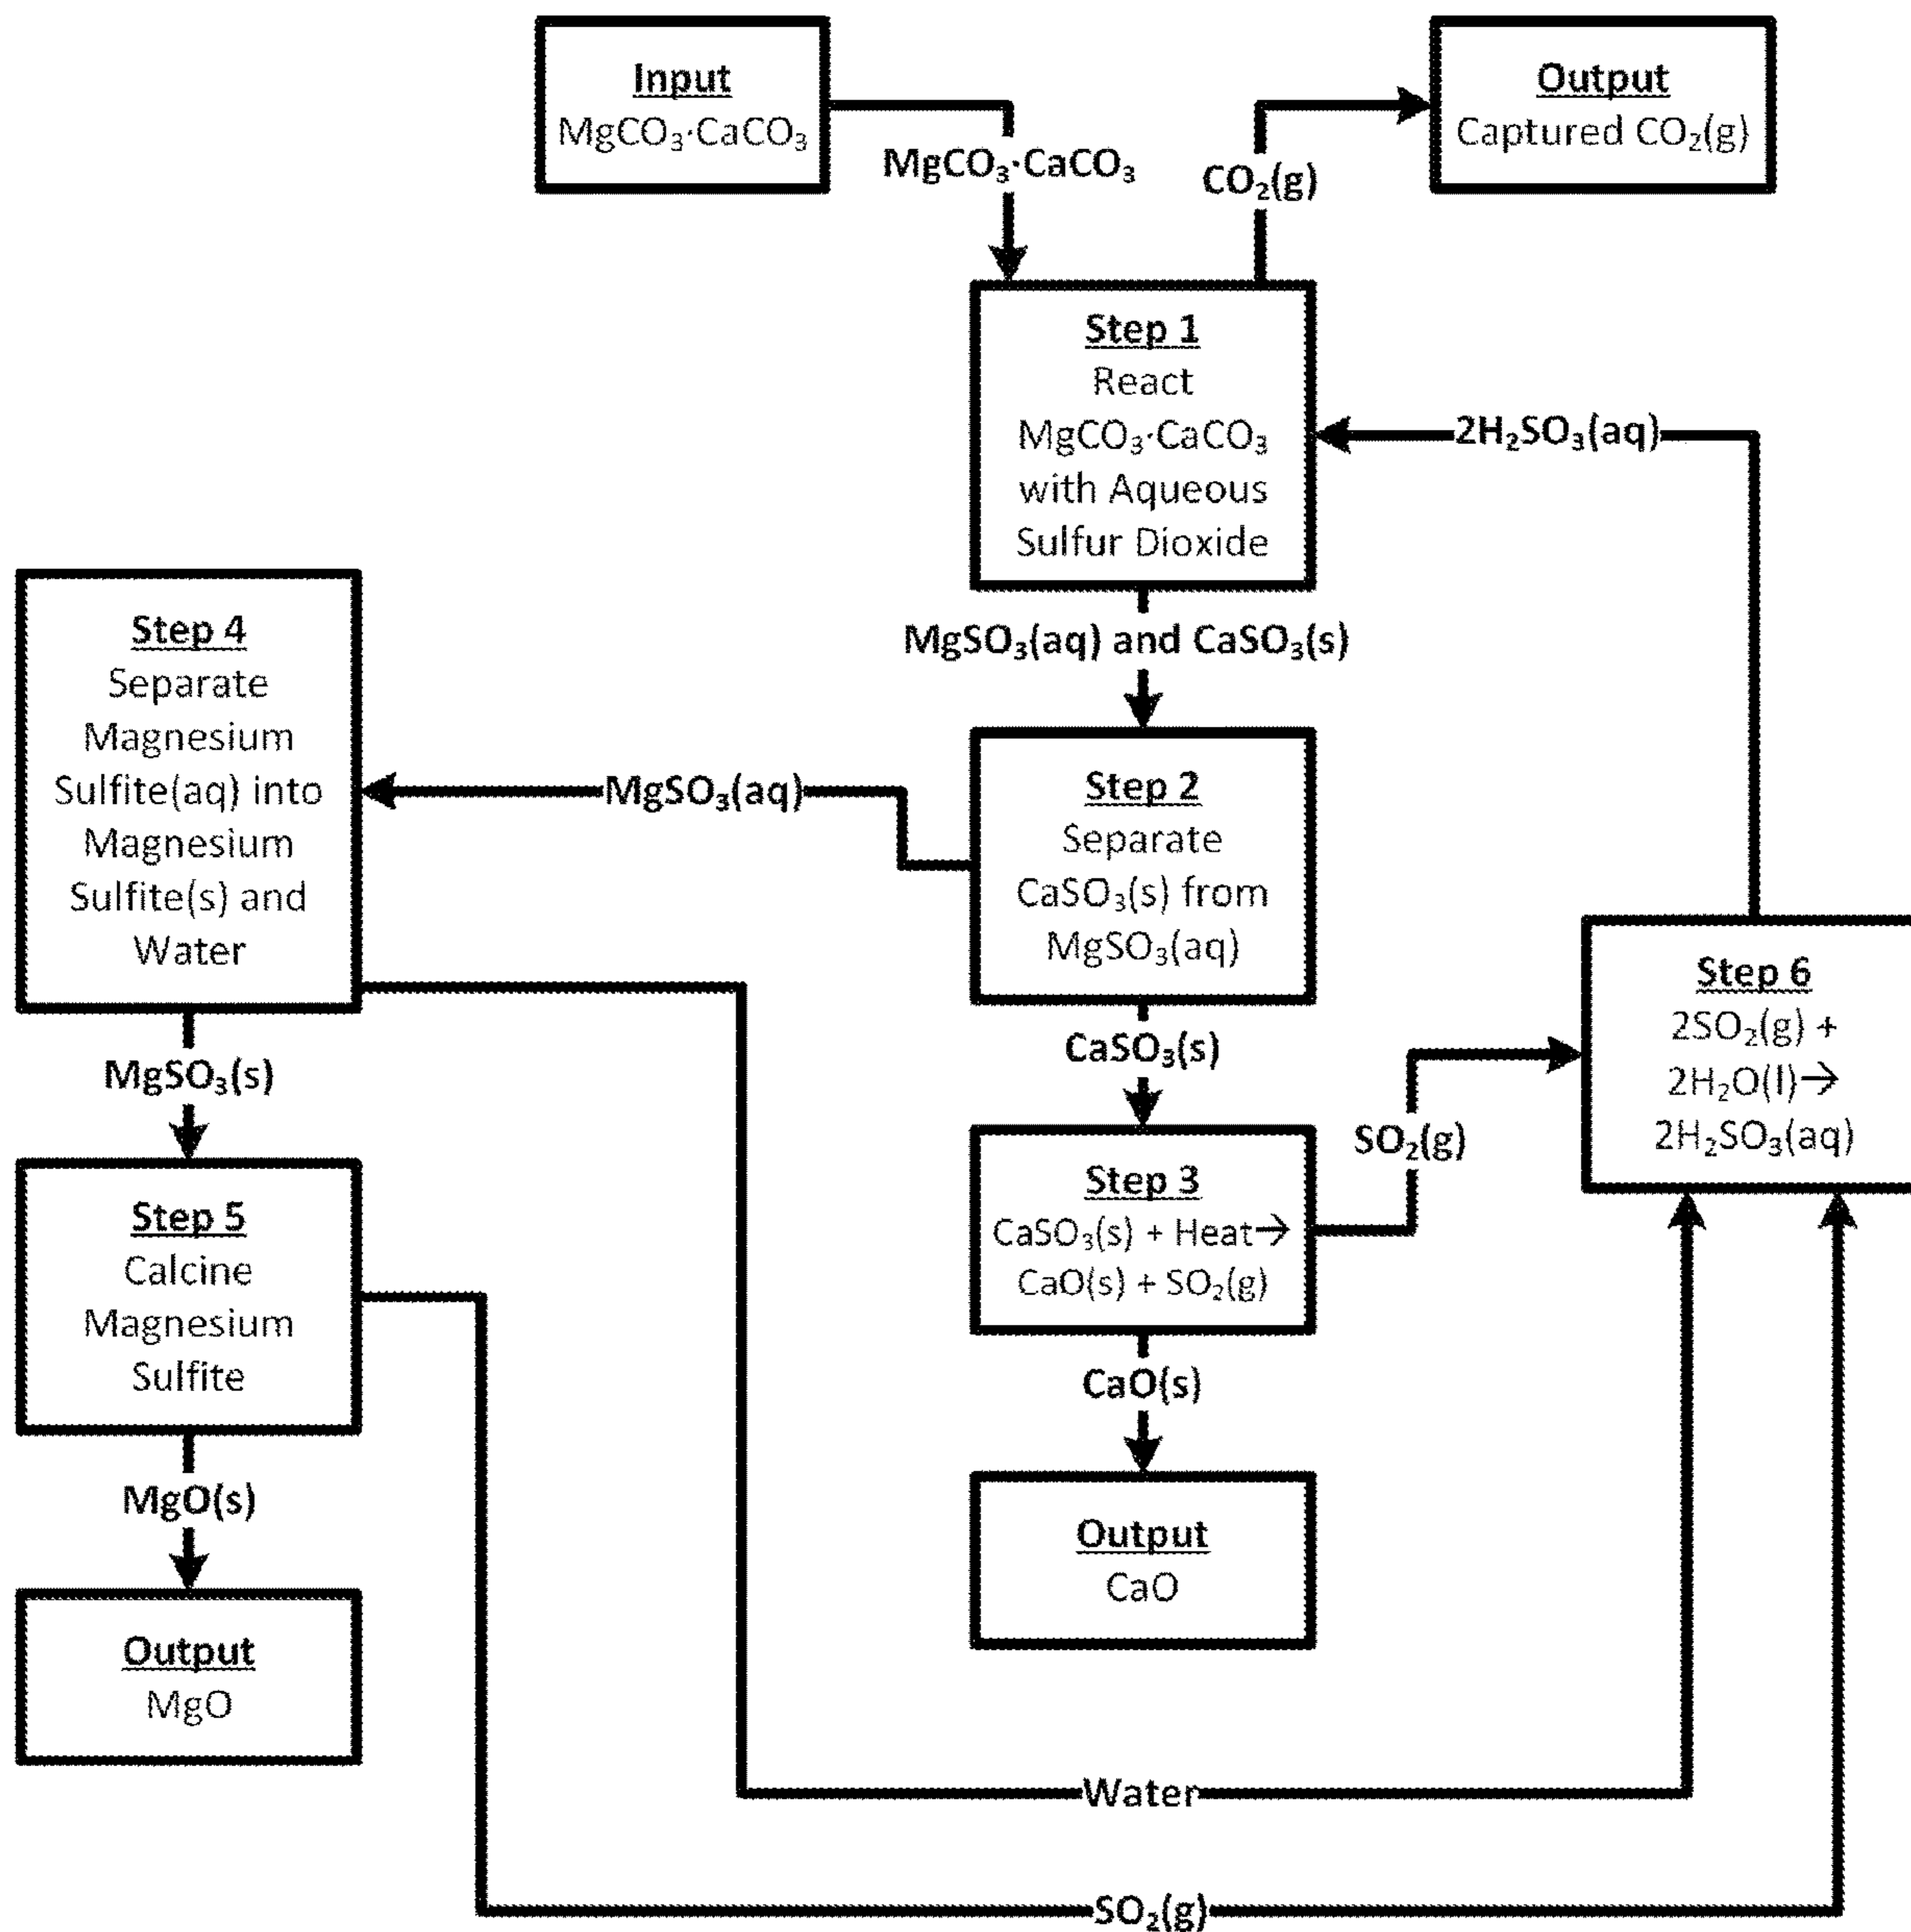 Input
MgCO₃·CaCO₃
Output
Captured CO₂(g)
MgCO₃·CaCO₃
CO₂(g)
Step 1
React
MgCO₃·CaCO₃
with Aqueous
Sulfur Dioxide
2H₂SO₃(aq)
MgSO₃(aq) and CaSO₃(s)
Step 4
Separate
Magnesium
Sulfite(aq) into
Magnesium
Sulfite(s) and
Water
MgSO₃(aq)
Step 2
Separate
CaSO₃(s) from
MgSO₃(aq)
Step 6
2SO₂(g) +
2H₂O(l)→
2H₂SO₃(aq)
MgSO₃(s)
CaSO₃(s)
SO₂(g)
Step 5
Calcine
Magnesium
Sulfite
Step 3
CaSO₃(s) + Heat→
CaO(s) + SO₂(g)
CaO(s)
MgO(s)
Output
CaO
Output
MgO
Water
SO₂(g)